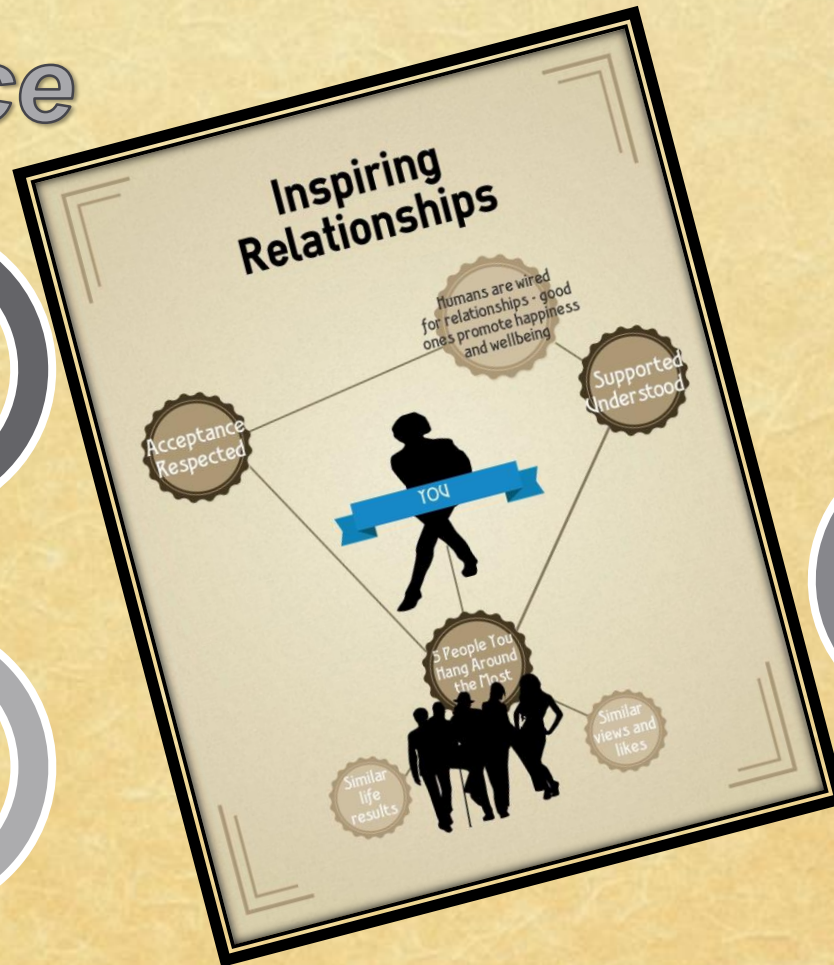 ce
Inspiring
Relationships
Humans are wired
for relationships - good
ones promote happiness
and wellbeing
Supported
Understood
Acceptance
Respected
YOU
5 People You
Hang Around
the Most
Similar
views and
likes
Similar
life
results